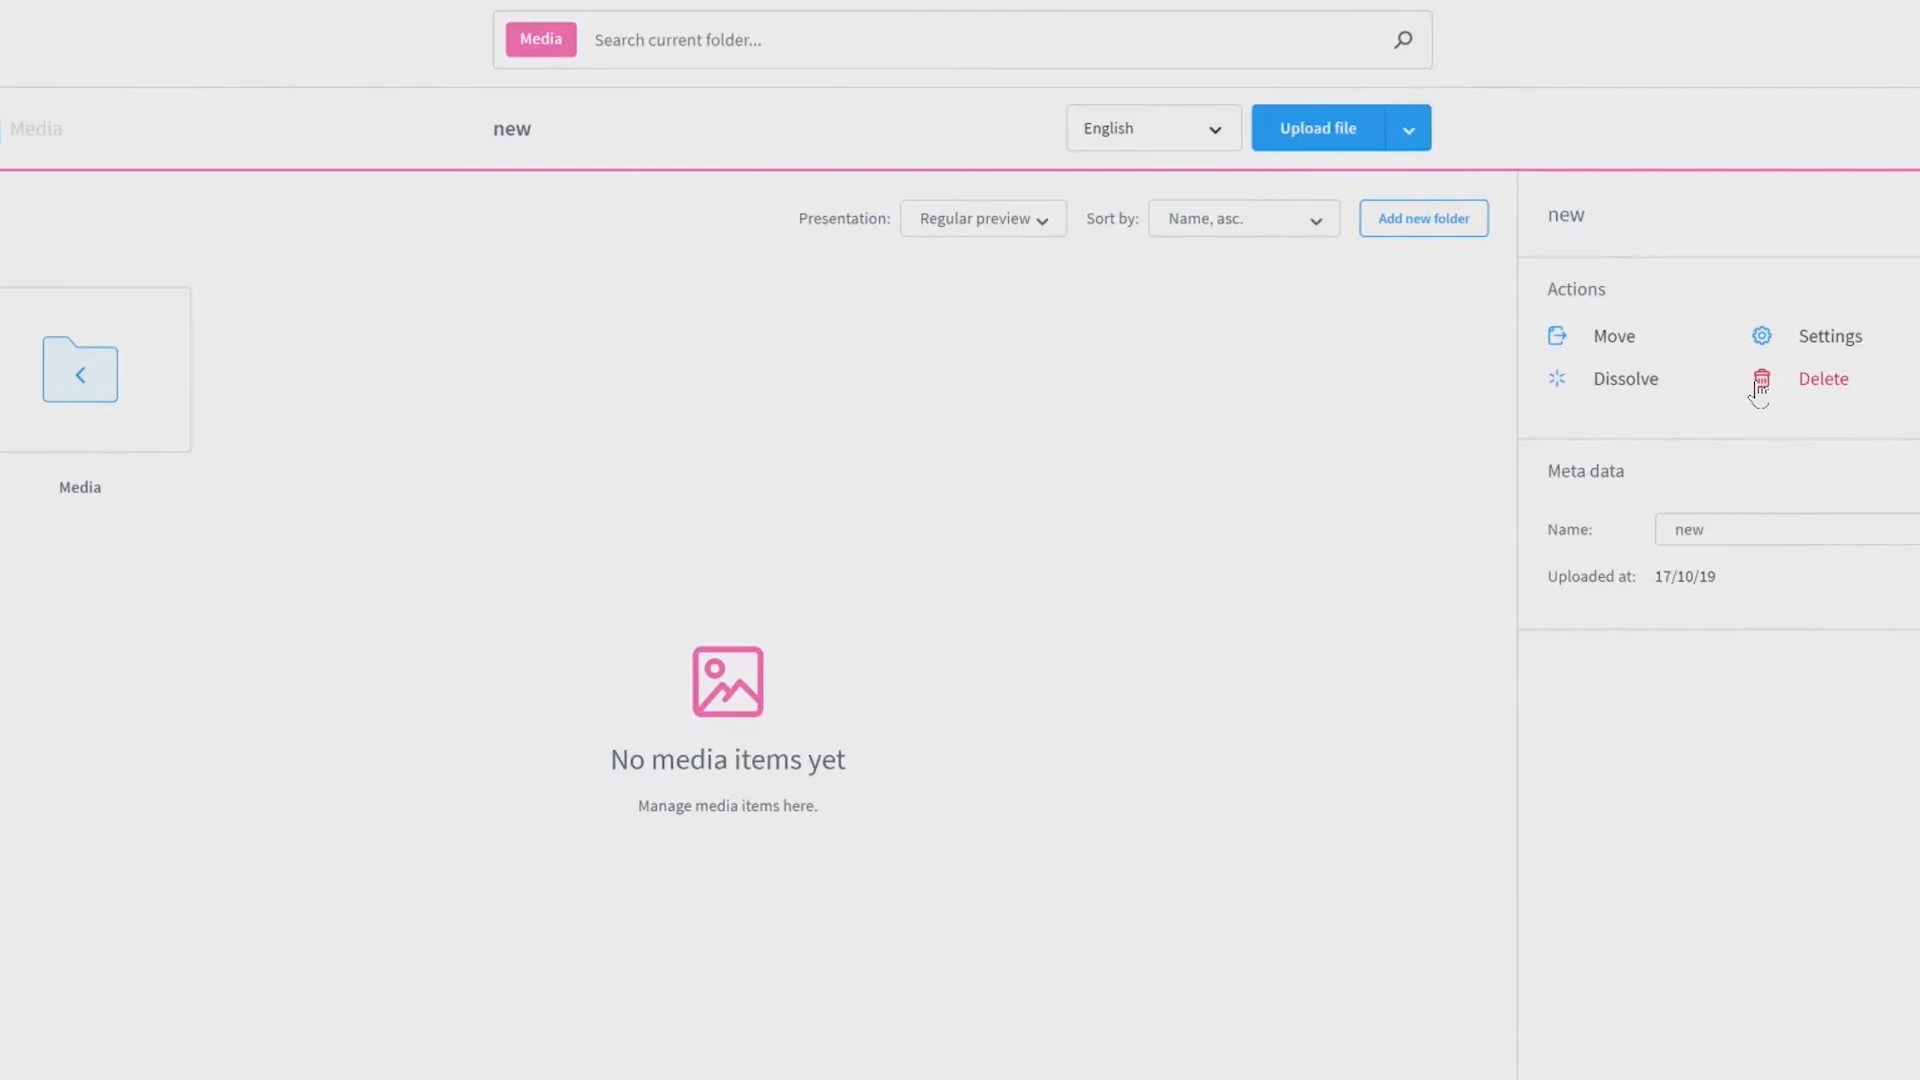 Media
Search current folder...
Media
new
English
Upload file
Presentation:
Regular preview
Sort by:
Name, asc.
Add new folder
new
Actions
Move
Settings
Dissolve
Delete
Media
Meta data
Name:
new
Uploaded at:
17/10/19
No media items yet
Manage media items here.